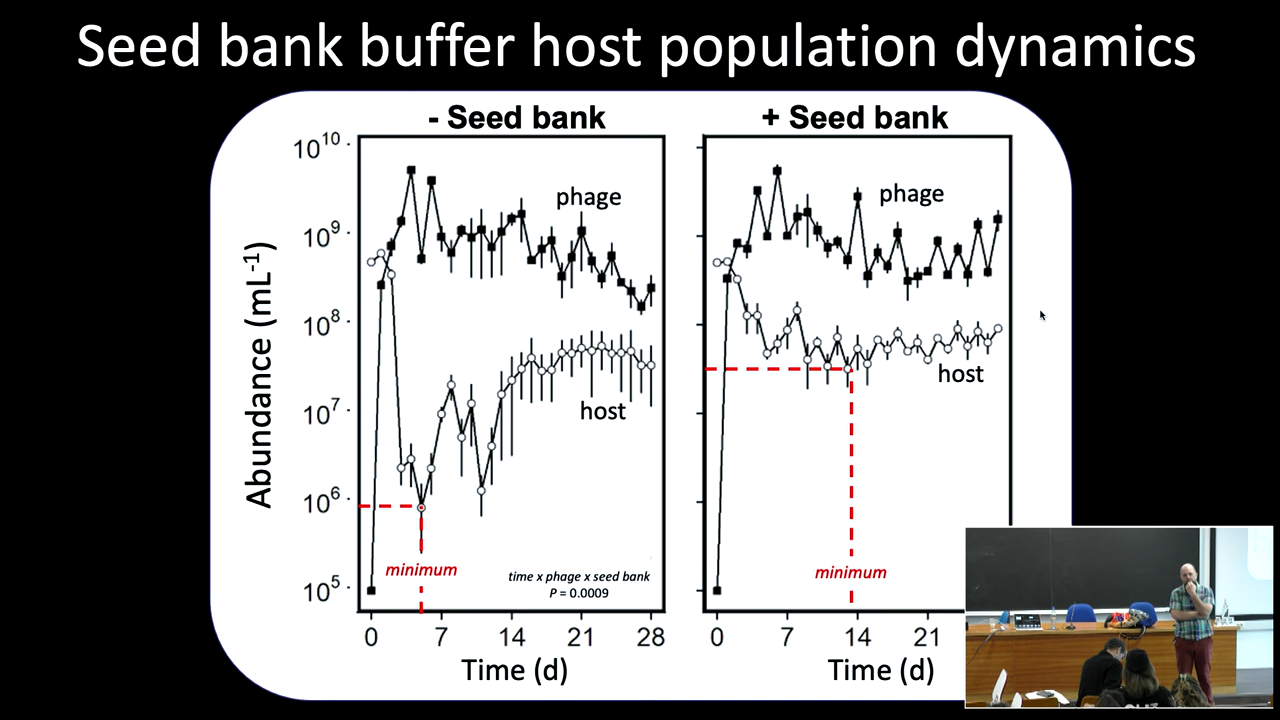 Seed bank buffer host population dynamics
- Seed bank
+ Seed bank
Abundance (mL-1)
10^10
10^9
10^8
10^7
10^6
10^5
phage
host
minimum
time x phage x seed bank
P = 0.0009
0 7 14 21 28
Time (d)
phage
host
minimum
0 7 14 21
Time (d)